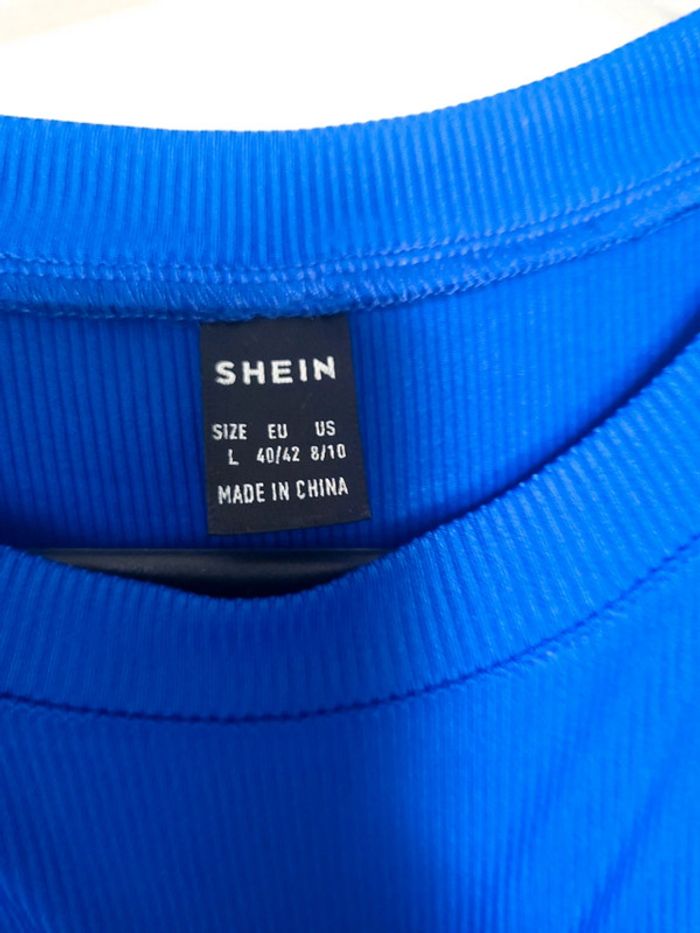 SHEIN
SIZE EU US
L 40/42 8/10
MADE IN CHINA